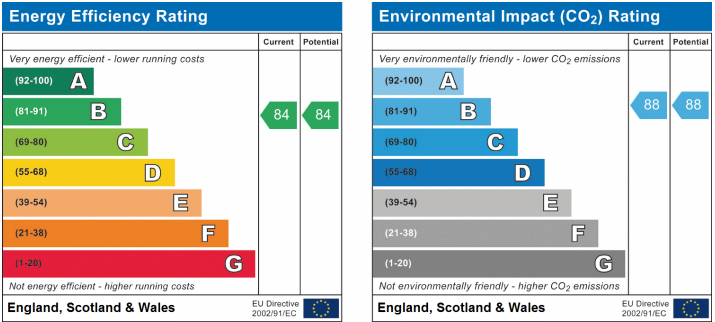 Energy Efficiency Rating
Current Potential
Very energy efficient - lower running costs
(92-100) A
(81-91) B
84 84
(69-80) C
(55-68) D
(39-54) E
(21-38) F
(1-20) G
Not energy efficient - higher running costs
England, Scotland & Wales
EU Directive
2002/91/EC
Environmental Impact (CO₂) Rating
Current Potential
Very environmentally friendly - lower CO₂ emissions
(92-100) A
(81-91) B
88 88
(69-80) C
(55-68) D
(39-54) E
(21-38) F
(1-20) G
Not environmentally friendly - higher CO₂ emissions
England, Scotland & Wales
EU Directive
2002/91/EC